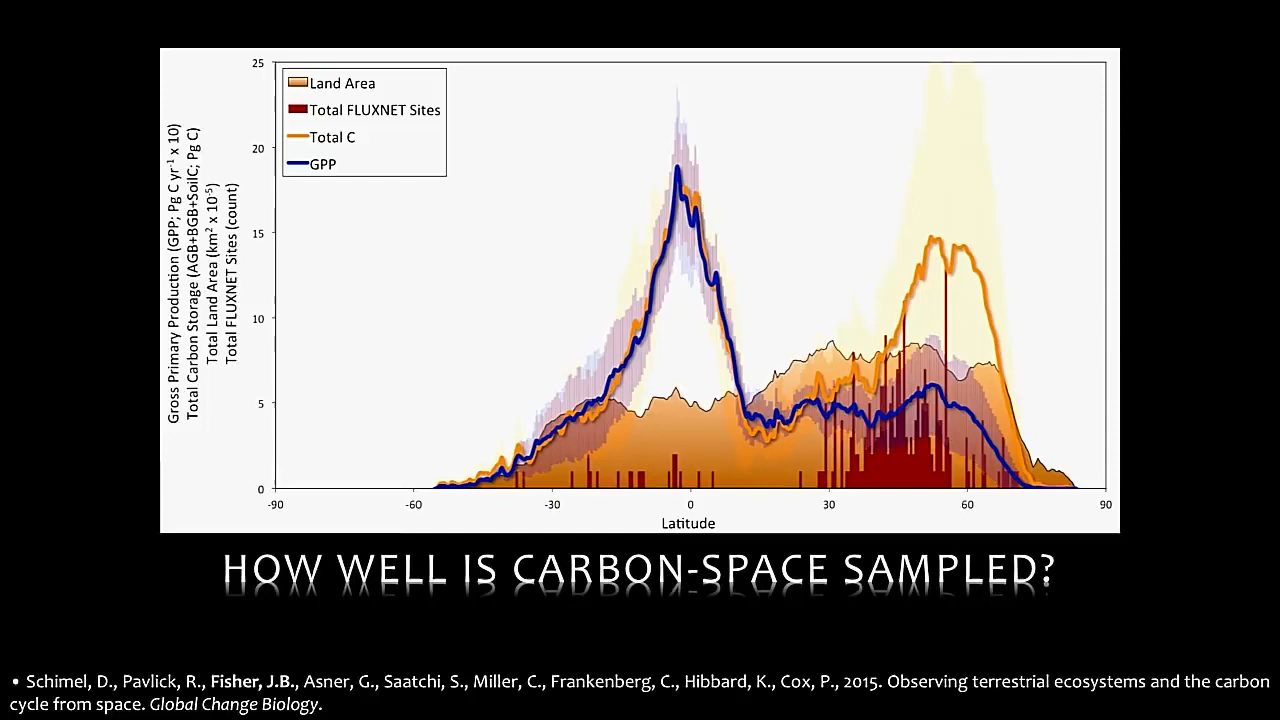 Gross Primary Production (GPP; Pg C yr⁻¹ x 10)
Total Carbon Storage (AGB+BGB+SoilC; Pg C)
Total Land Area (km² x 10⁻⁵)
Total FLUXNET Sites (count)
25
20
15
10
5
0
Land Area
Total FLUXNET Sites
Total C
GPP
-90 -60 -30 0 30 60 90
Latitude
HOW WELL IS CARBON-SPACE SAMPLED?
• Schimel, D., Pavlick, R., Fisher, J.B., Asner, G., Saatchi, S., Miller, C., Frankenberg, C., Hibbard, K., Cox, P., 2015. Observing terrestrial ecosystems and the carbon
cycle from space. Global Change Biology.